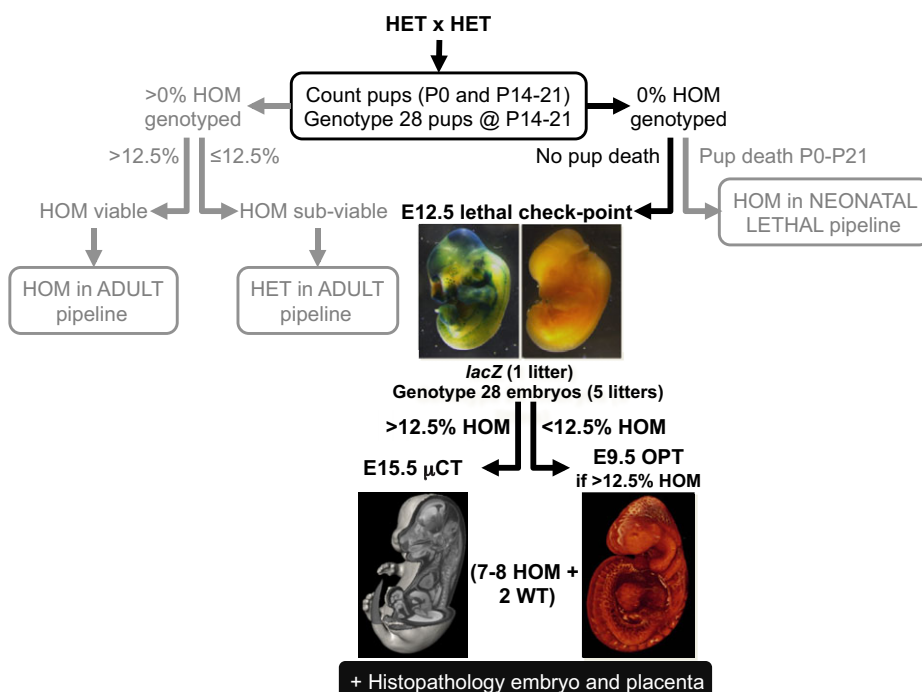 HET x HET
Count pups (P0 and P14-21)
Genotype 28 pups @ P14-21
>0% HOM
genotyped
0% HOM
genotyped
>12.5%
≤12.5%
No pup death
Pup death P0-P21
HOM viable
HOM sub-viable
E12.5 lethal check-point
HOM in NEONATAL
LETHAL pipeline
HOM in ADULT
pipeline
HET in ADULT
pipeline
lacZ (1 litter)
Genotype 28 embryos (5 litters)
>12.5% HOM
<12.5% HOM
E15.5 μCT
E9.5 OPT
if >12.5% HOM
(7-8 HOM +
2 WT)
+ Histopathology embryo and placenta